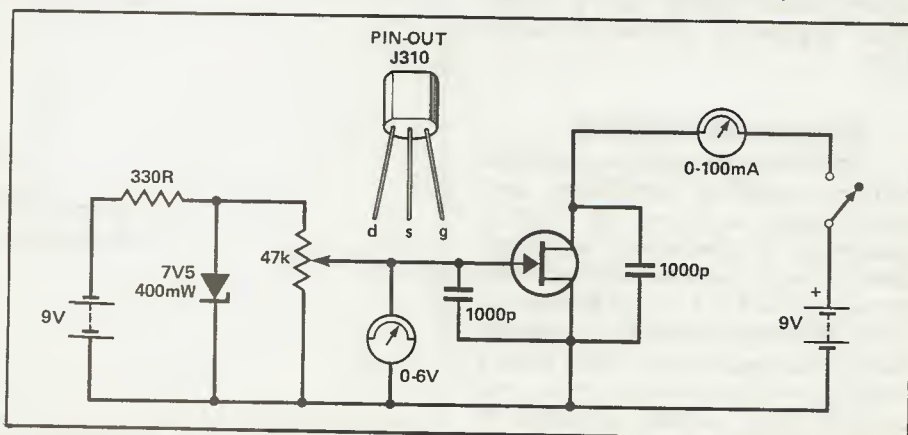 PIN-OUT
J310
d s g
330R
7V5
400mW
47k
9V
0-6V
1000p
1000p
0-100mA
+
9V